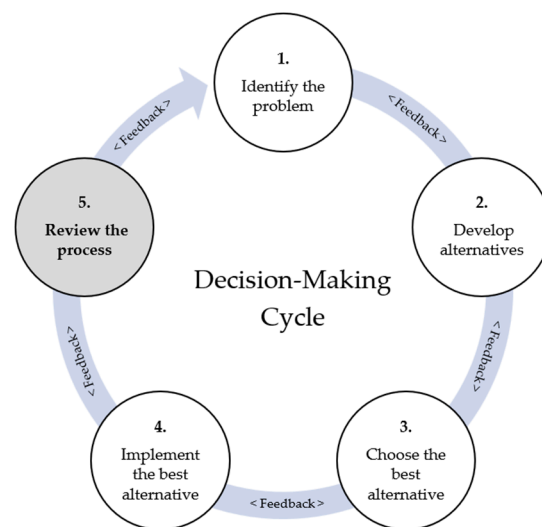 1.
Identify the
problem
< Feedback >
2.
Develop
alternatives
< Feedback >
3.
Choose the
best
alternative
< Feedback >
4.
Implement
the best
alternative
< Feedback >
5.
Review the
process
< Feedback >
Decision-Making
Cycle